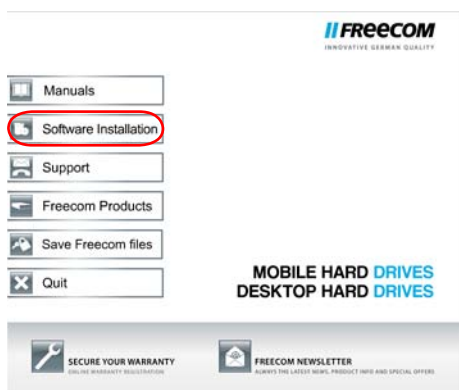 FREECOM
INNOVATIVE GERMAN QUALITY
Manuals
Software Installation
Support
Freecom Products
Save Freecom files
Quit
MOBILE HARD DRIVES
DESKTOP HARD DRIVES
SECURE YOUR WARRANTY
ONLINE WARRANTY REGISTRATION
FREECOM NEWSLETTER
ALWAYS THE LATEST NEWS, PRODUCT INFO AND SPECIAL OFFERS